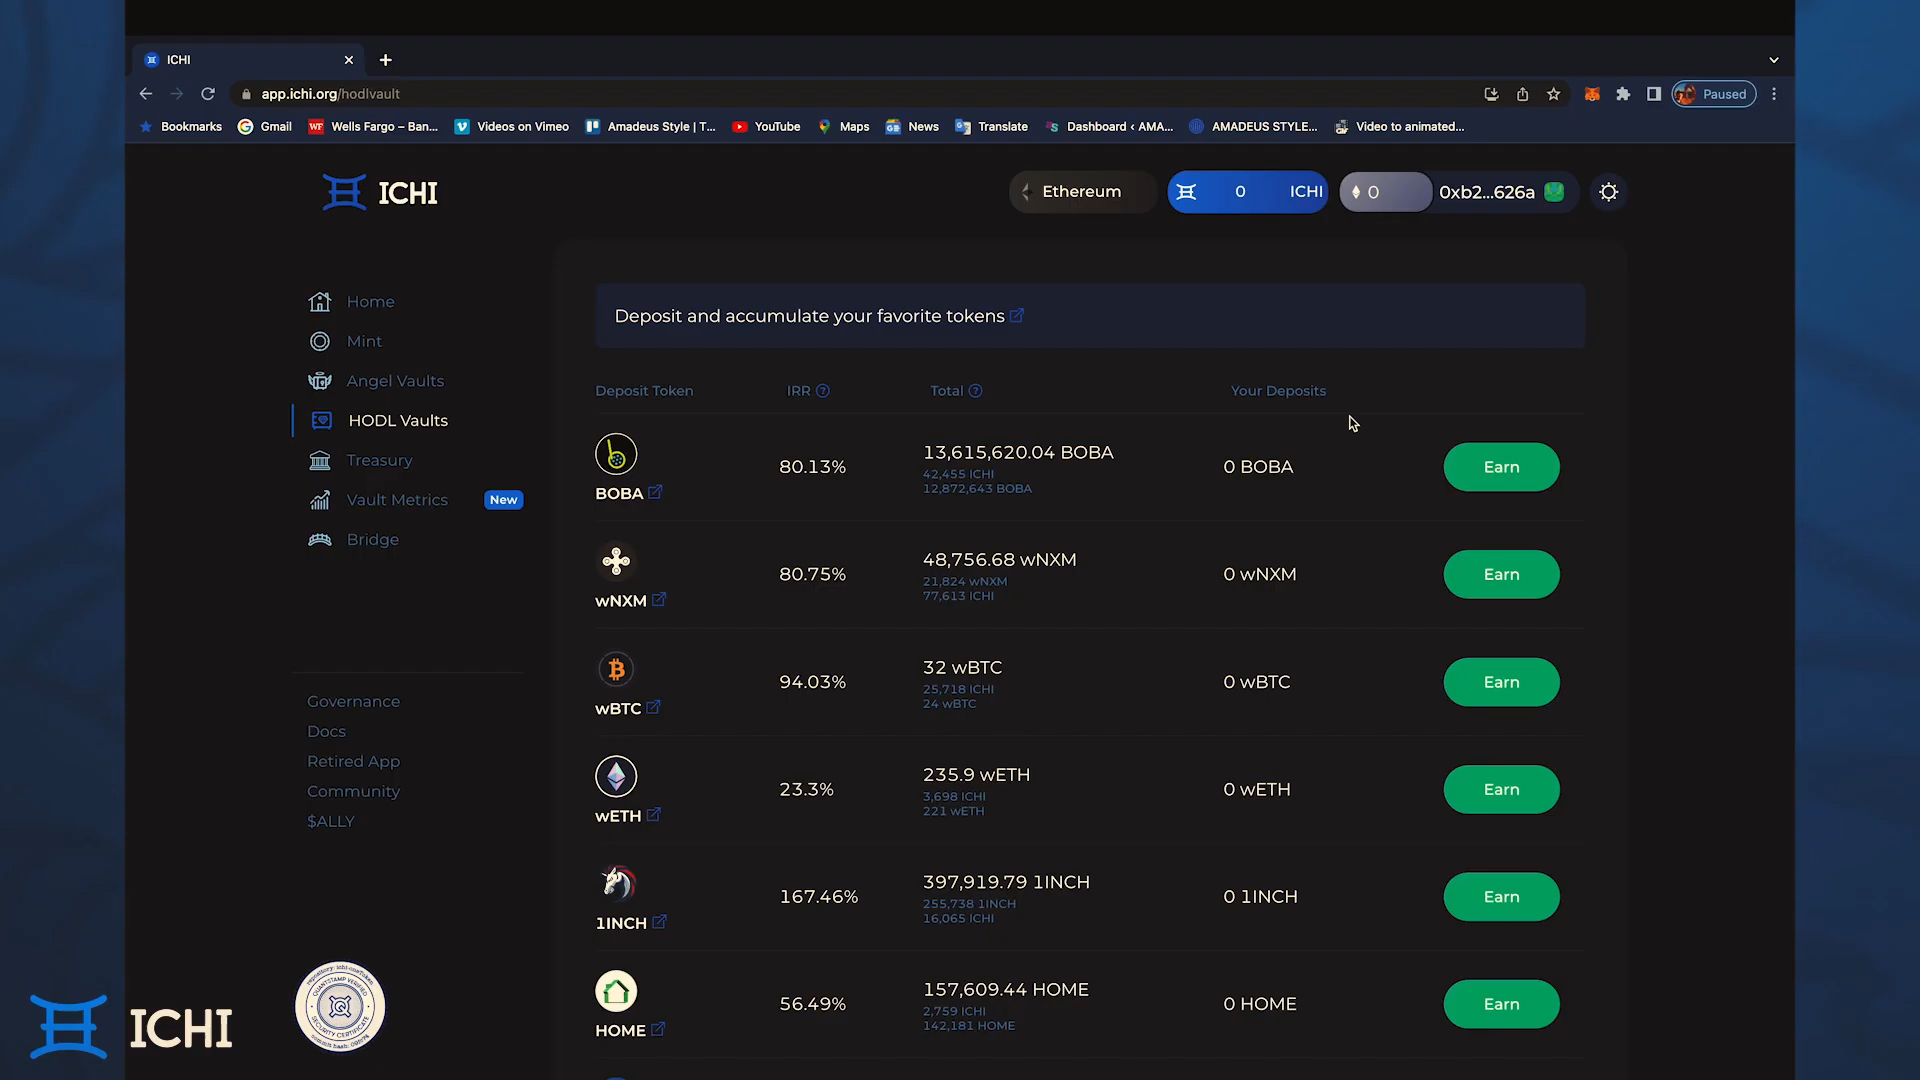 ICHI
app.ichi.org/hodlvault
Paused
Bookmarks
Gmail
Wells Fargo – Ban...
Videos on Vimeo
Amadeus Style | T...
YouTube
Maps
News
Translate
Dashboard ‹ AMA...
AMADEUS STYLE...
Video to animated...
ICHI
Ethereum
0 ICHI
0
0xb2...626a
Home
Mint
Angel Vaults
HODL Vaults
Treasury
Vault Metrics New
Bridge
Governance
Docs
Retired App
Community
$ALLY
Deposit and accumulate your favorite tokens
Deposit Token IRR Total Your Deposits
BOBA
80.13%
13,615,620.04 BOBA
42,455 ICHI
12,872,643 BOBA
0 BOBA
Earn
wNXM
80.75%
48,756.68 wNXM
21,824 wNXM
77,613 ICHI
0 wNXM
Earn
wBTC
94.03%
32 wBTC
25,718 ICHI
24 wBTC
0 wBTC
Earn
wETH
23.3%
235.9 wETH
3,698 ICHI
221 wETH
0 wETH
Earn
1INCH
167.46%
397,919.79 1INCH
255,738 1INCH
16,065 ICHI
0 1INCH
Earn
HOME
56.49%
157,609.44 HOME
2,759 ICHI
142,181 HOME
0 HOME
Earn
QUANTSTAMP VERIFIED
SECURITY CERTIFICATE
ICHI